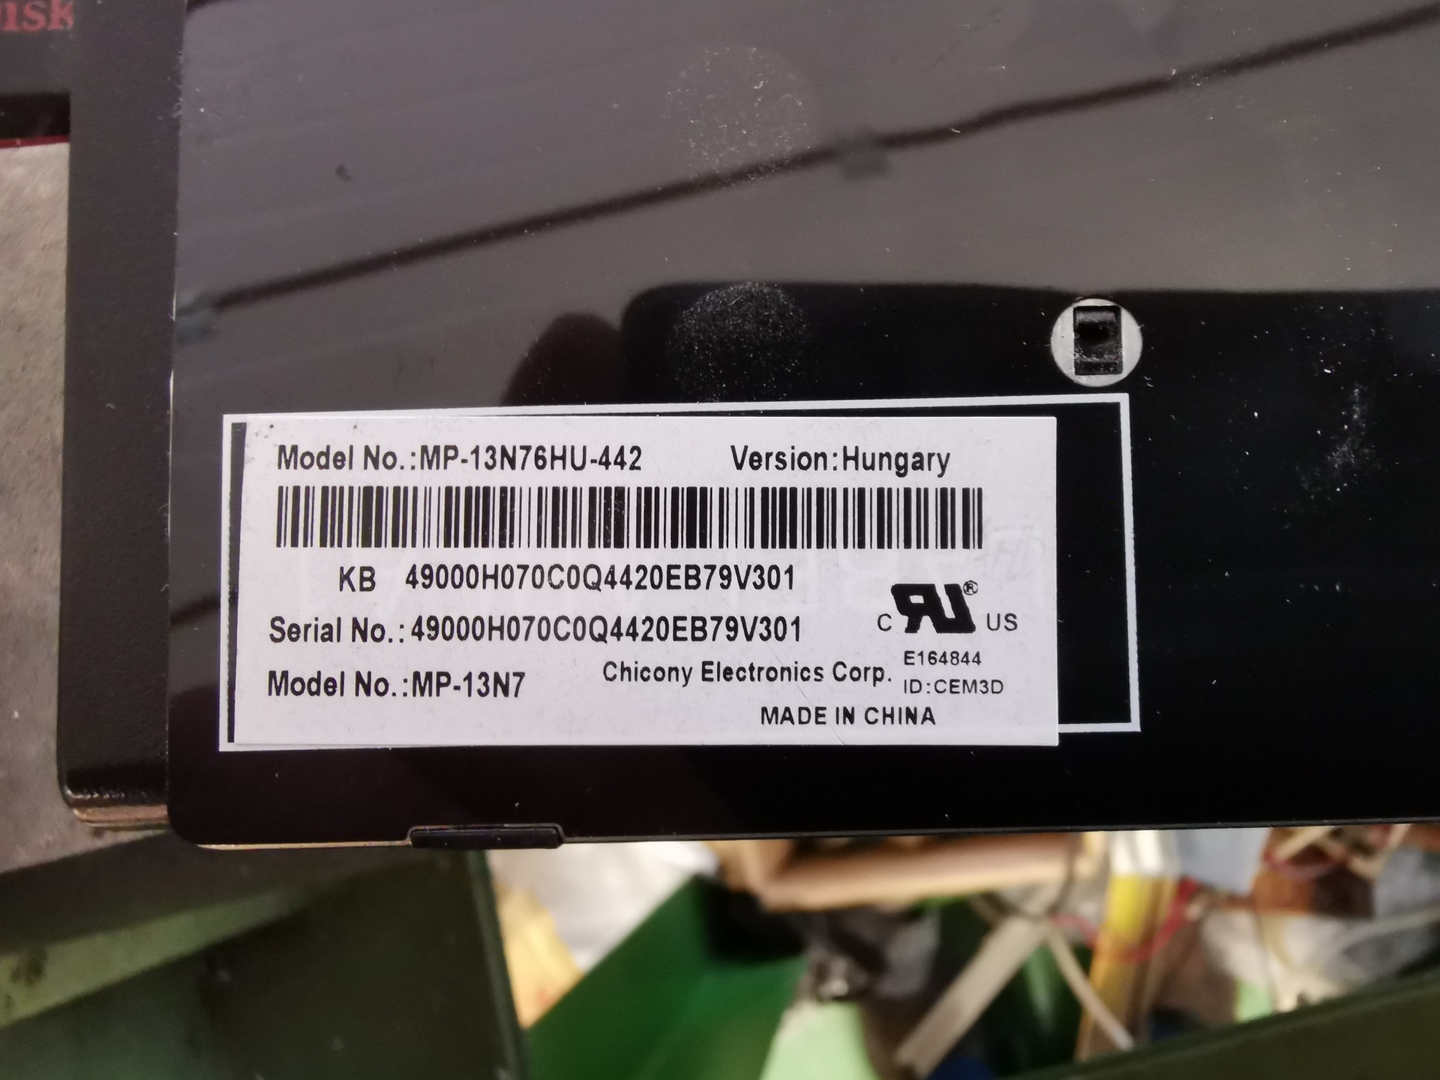 Model No.:MP-13N76HU-442 Version:Hungary
KB 49000H070C0Q4420EB79V301
Serial No.:49000H070C0Q4420EB79V301
C RU® US
Model No.:MP-13N7 Chicony Electronics Corp. E164844
ID:CEM3D
MADE IN CHINA